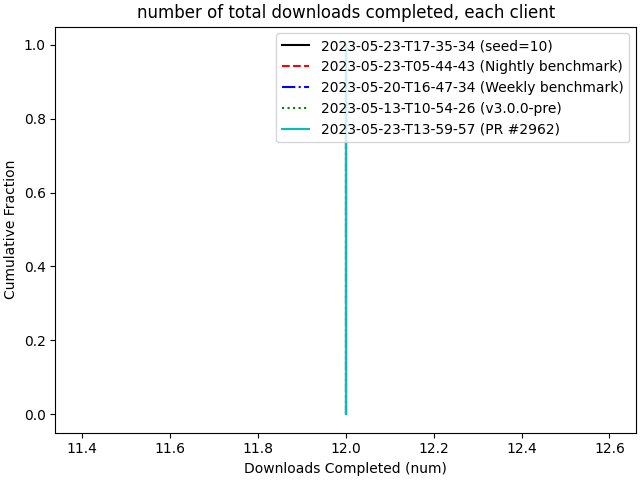 number of total downloads completed, each client
1.0
0.8
0.6
0.4
0.2
0.0
Cumulative Fraction
2023-05-23-T17-35-34 (seed=10)
2023-05-23-T05-44-43 (Nightly benchmark)
2023-05-20-T16-47-34 (Weekly benchmark)
2023-05-13-T10-54-26 (v3.0.0-pre)
2023-05-23-T13-59-57 (PR #2962)
11.4 11.6 11.8 12.0 12.2 12.4 12.6
Downloads Completed (num)